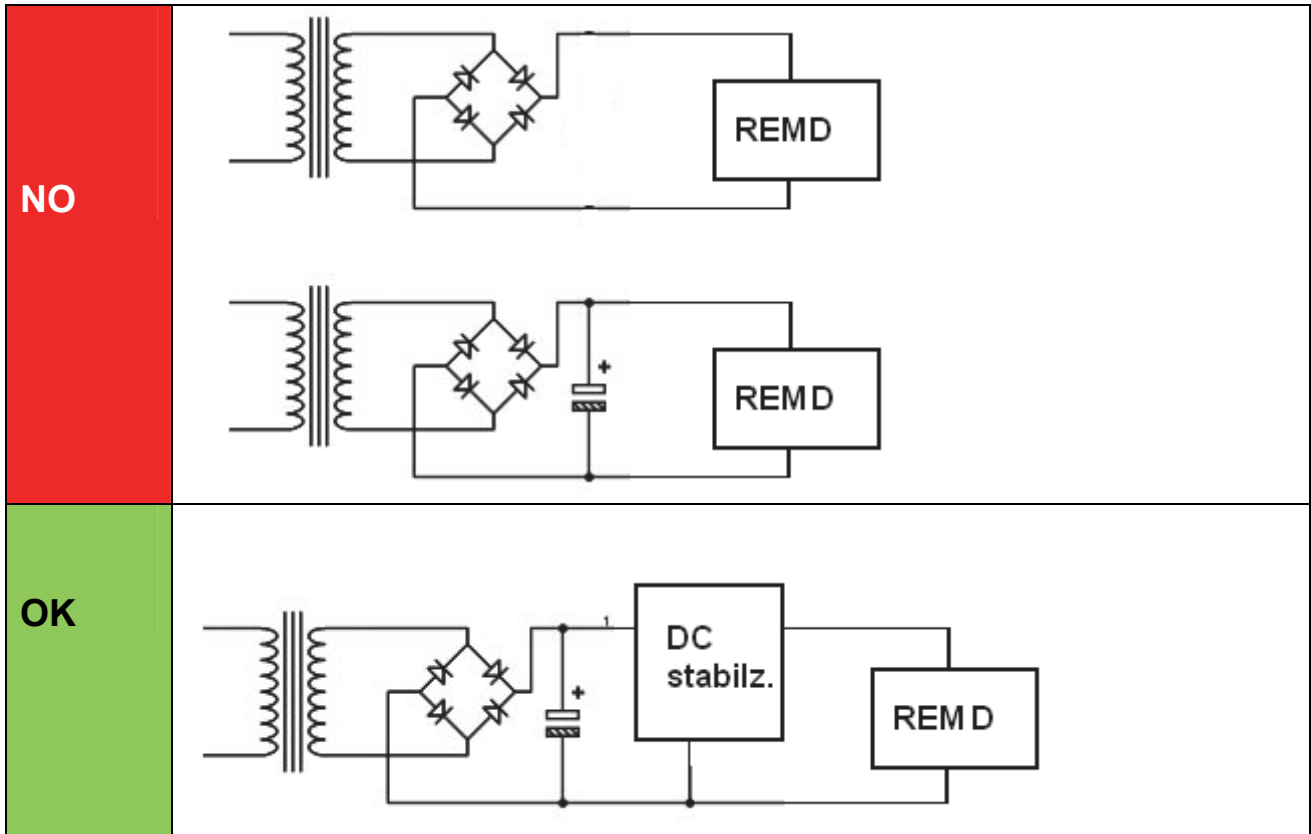 NO
REMD
+
REMD
OK
1
DC
stabilz.
+
REMD